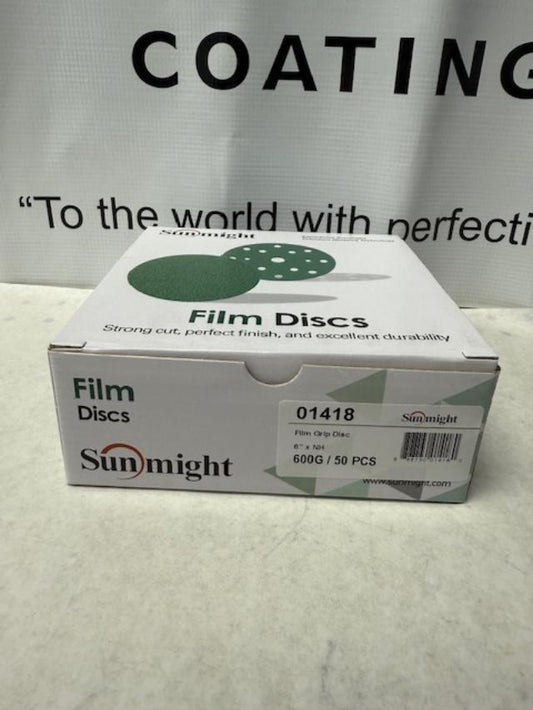 COATING
“To the world with perfecti
Sunmight
Film Discs
Strong cut, perfect finish, and excellent durability
Film
Discs
Sunmight
01418
Sunmight
Film Grip Disc
6" x NH
600G / 50 PCS
www.sunmight.com